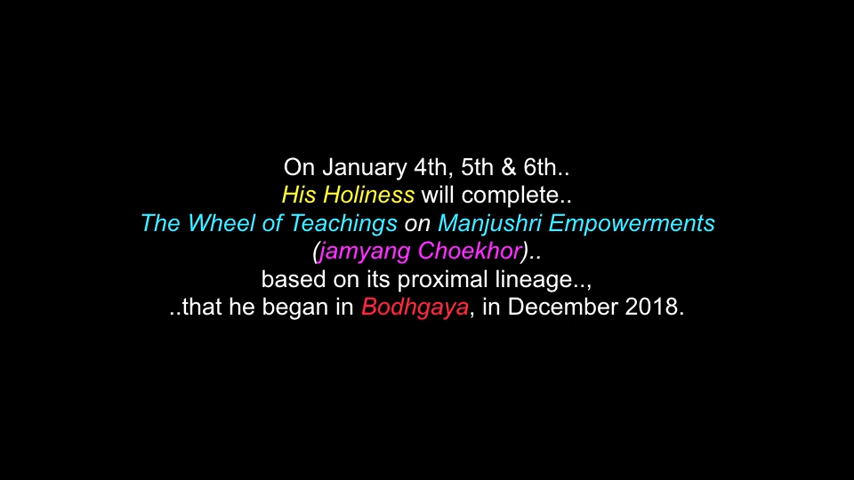 On January 4th, 5th & 6th..
His Holiness will complete..
The Wheel of Teachings on Manjushri Empowerments
(jamyang Choekhor)..
based on its proximal lineage..,
..that he began in Bodhgaya, in December 2018.